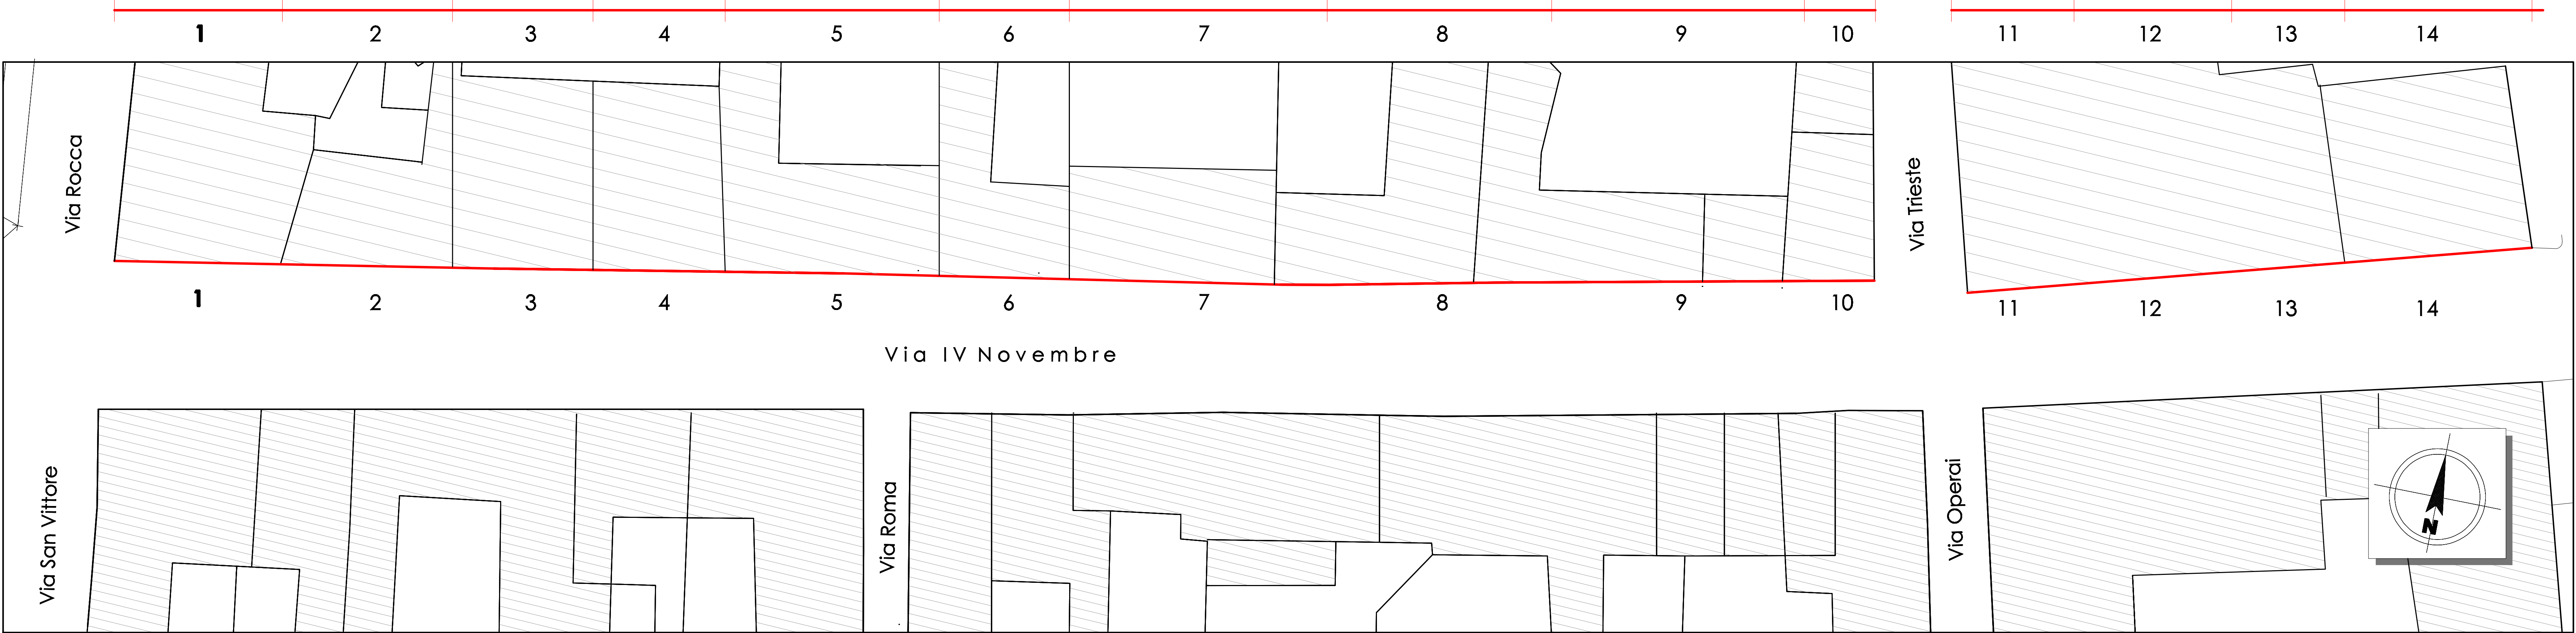 1 2 3 4 5 6 7 8 9 10 11 12 13 14
Via Rocca
Via Trieste
1 2 3 4 5 6 7 8 9 10 11 12 13 14
Via IV Novembre
Via San Vittore
Via Roma
Via Operai
N